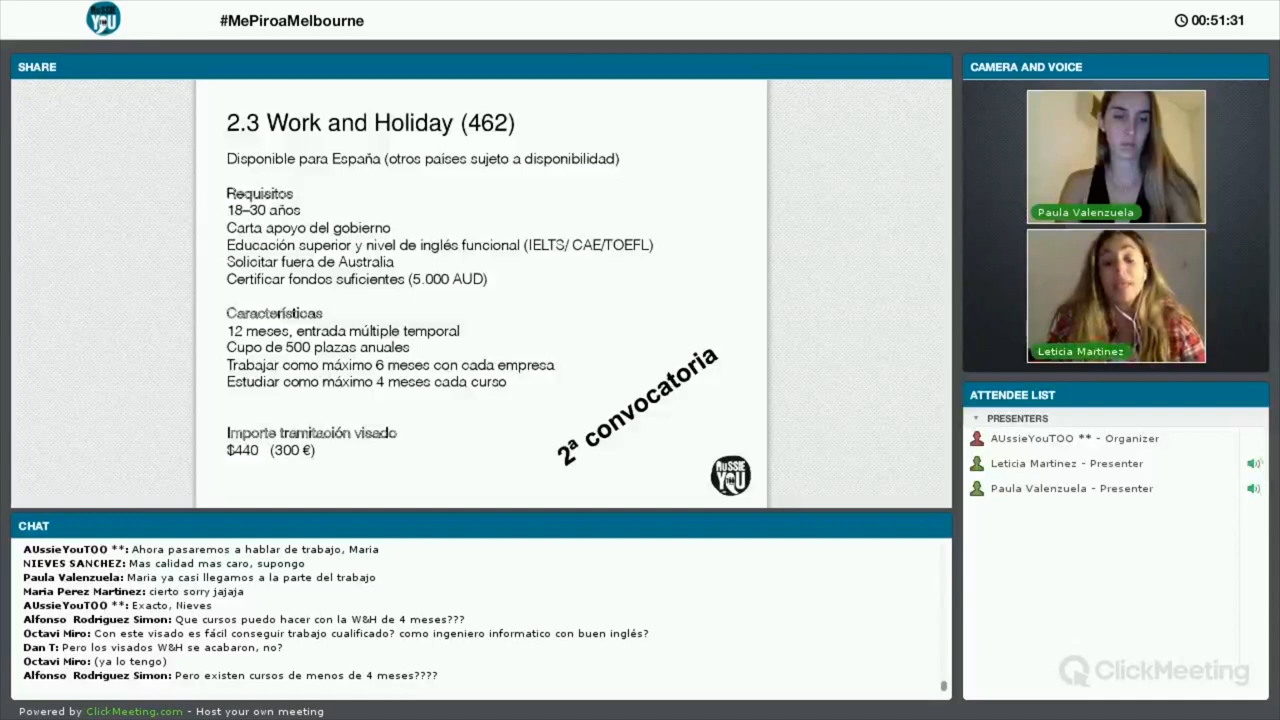 AUSSIE
YOU
TOO
#MePiroaMelbourne
00:51:31
SHARE
CAMERA AND VOICE
2.3 Work and Holiday (462)
Disponible para España (otros países sujeto a disponibilidad)
Requisitos
18–30 años
Carta apoyo del gobierno
Educación superior y nivel de inglés funcional (IELTS/ CAE/TOEFL)
Solicitar fuera de Australia
Certificar fondos suficientes (5.000 AUD)
Características
12 meses, entrada múltiple temporal
Cupo de 500 plazas anuales
Trabajar como máximo 6 meses con cada empresa
Estudiar como máximo 4 meses cada curso
Importe tramitación visado
$440 (300 €)
2ª convocatoria
AUSSIE
YOU
TOO
Paula Valenzuela
Leticia Martinez
ATTENDEE LIST
PRESENTERS
AUssieYouTOO ** - Organizer
Leticia Martinez - Presenter
Paula Valenzuela - Presenter
CHAT
AUssieYouTOO **: Ahora pasaremos a hablar de trabajo, Maria
NIEVES SANCHEZ: Mas calidad mas caro, supongo
Paula Valenzuela: Maria ya casi llegamos a la parte del trabajo
Maria Perez Martinez: cierto sorry jajaja
AUssieYouTOO **: Exacto, Nieves
Alfonso Rodriguez Simon: Que cursos puedo hacer con la W&H de 4 meses???
Octavi Miro: Con este visado es fácil conseguir trabajo cualificado? como ingeniero informatico con buen inglés?
Dan T: Pero los visados W&H se acabaron, no?
Octavi Miro: (ya lo tengo)
Alfonso Rodriguez Simon: Pero existen cursos de menos de 4 meses????
ClickMeeting
Powered by ClickMeeting.com - Host your own meeting